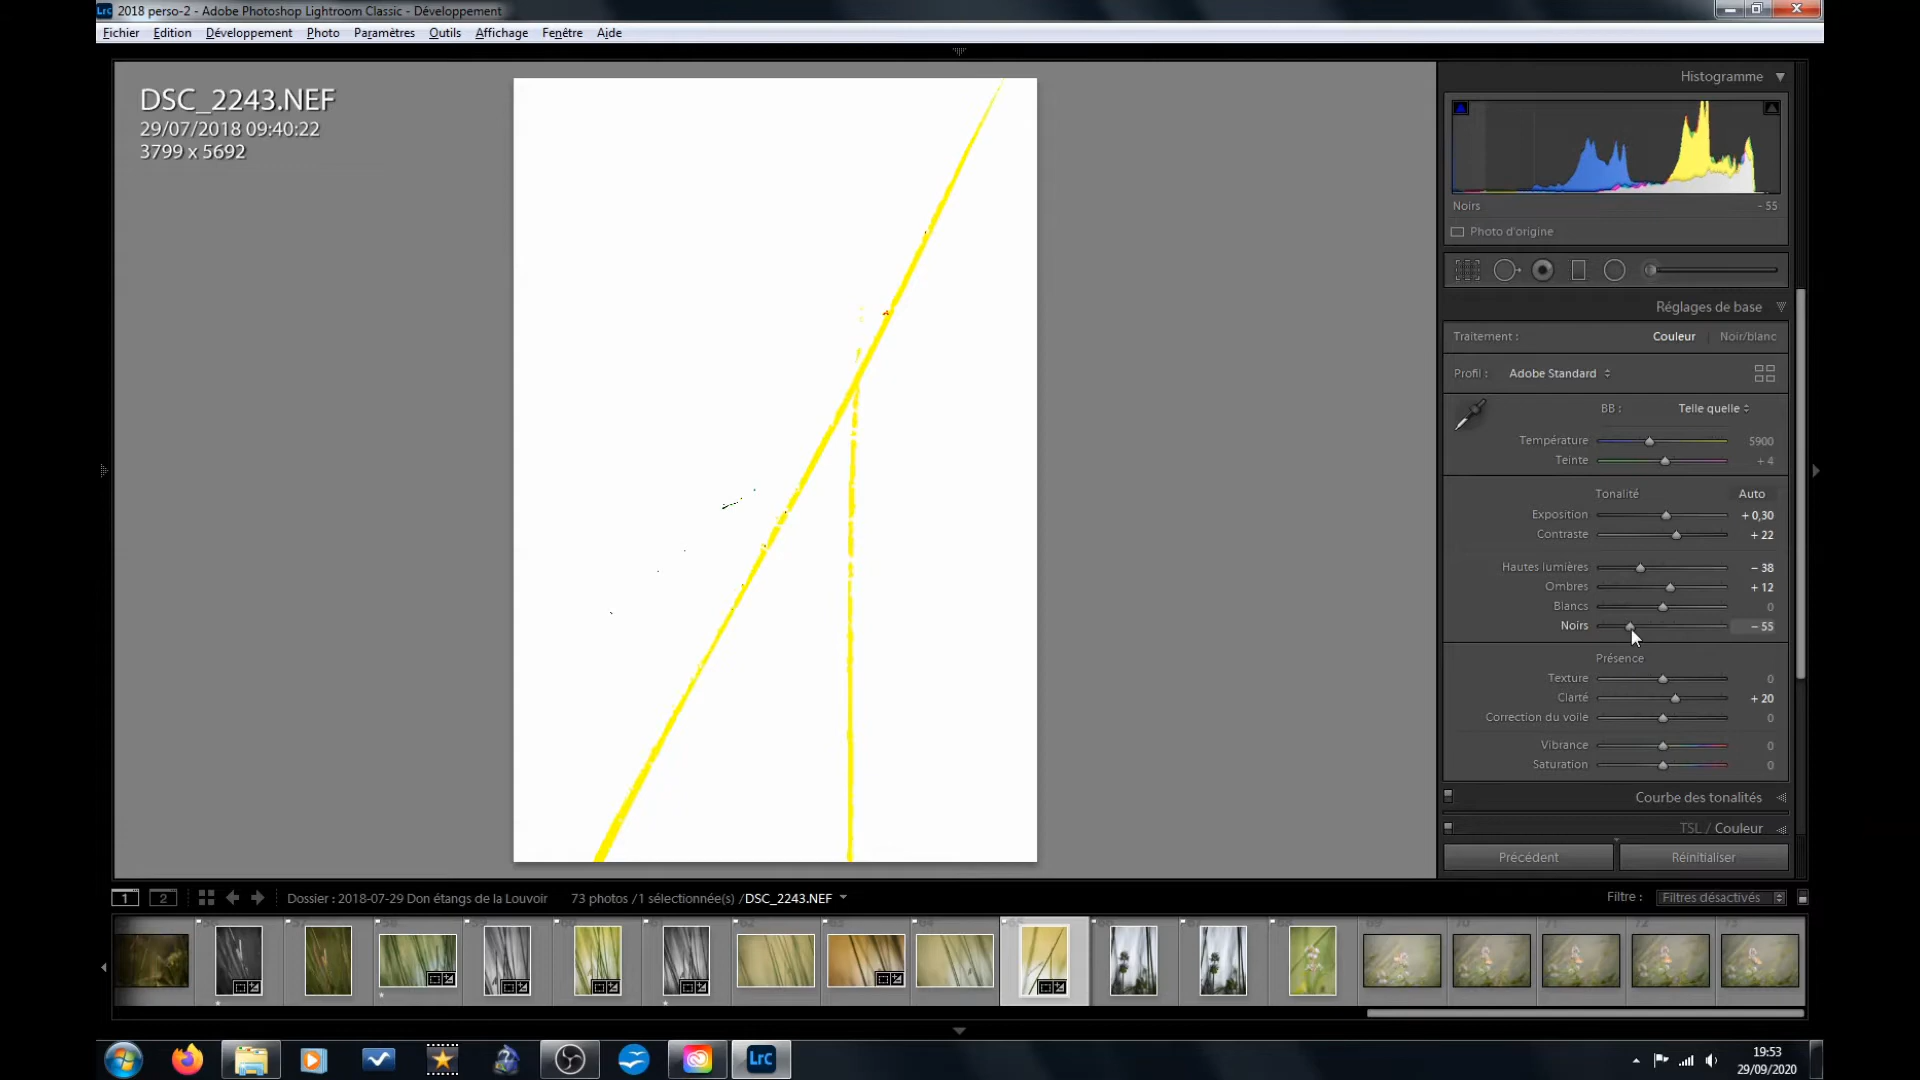 2018 perso-2 - Adobe Photoshop Lightroom Classic - Développement
Fichier Edition Développement Photo Paramètres Outils Affichage Fenêtre Aide
DSC_2243.NEF
29/07/2018 09:40:22
3799 x 5692
Histogramme
Noirs - 55
Photo d'origine
Réglages de base
Traitement : Couleur Noir/blanc
Profil : Adobe Standard
BB : Telle quelle
Température 5900
Teinte + 4
Tonalité Auto
Exposition + 0,30
Contraste + 22
Hautes lumières - 38
Ombres + 12
Blancs 0
Noirs - 55
Présence
Texture 0
Clarté + 20
Correction du voile 0
Vibrance 0
Saturation 0
Courbe des tonalités
TSL / Couleur
Précédent Réinitialiser
1 2 Dossier : 2018-07-29 Don étangs de la Louvoir 73 photos /1 sélectionnée(s) /DSC_2243.NEF Filtre : Filtres désactivés
Lrc
19:53
29/09/2020